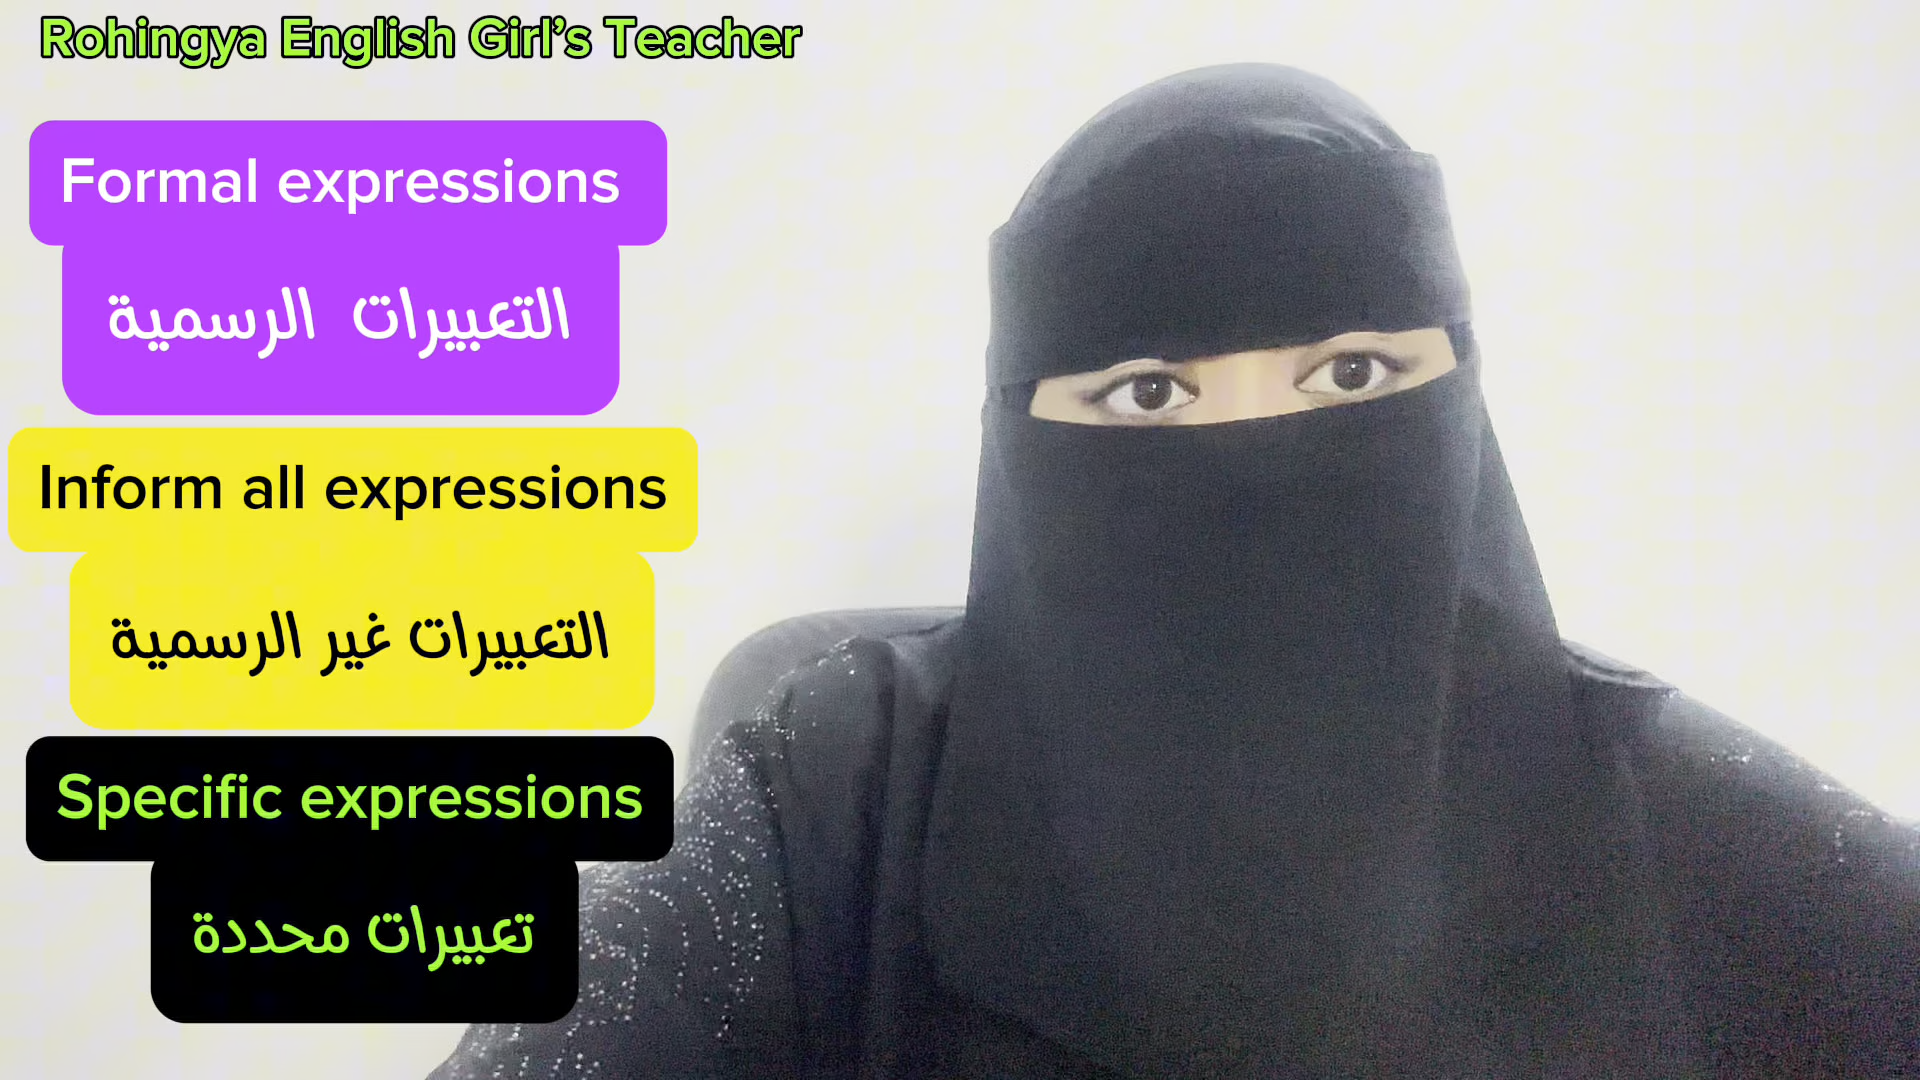 Rohingya English Girl’s Teacher
Formal expressions
التعبيرات الرسمية
Inform all expressions
التعبيرات غير الرسمية
Specific expressions
تعبيرات محددة